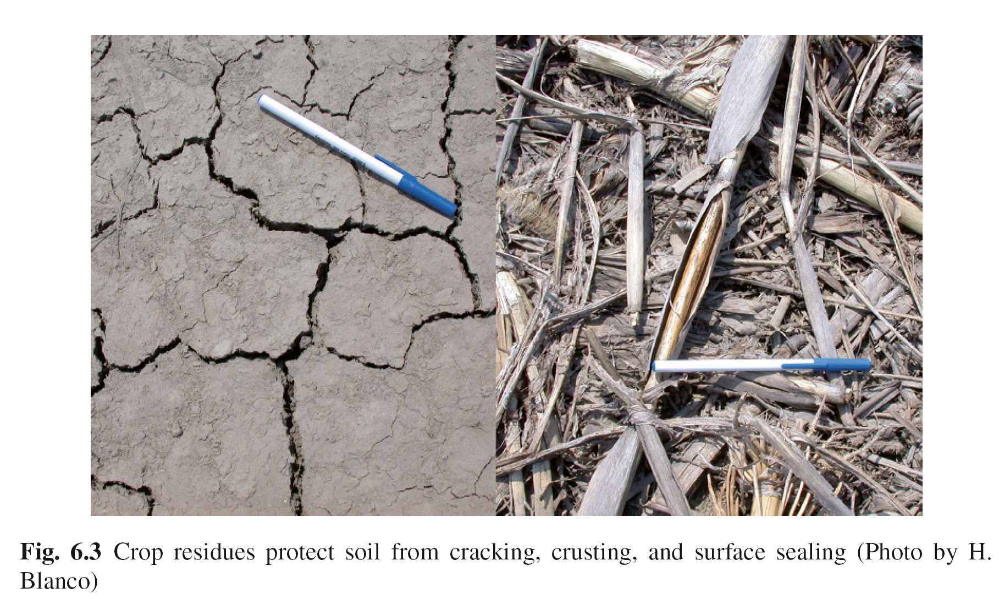 Fig. 6.3 Crop residues protect soil from cracking, crusting, and surface sealing (Photo by H.
Blanco)